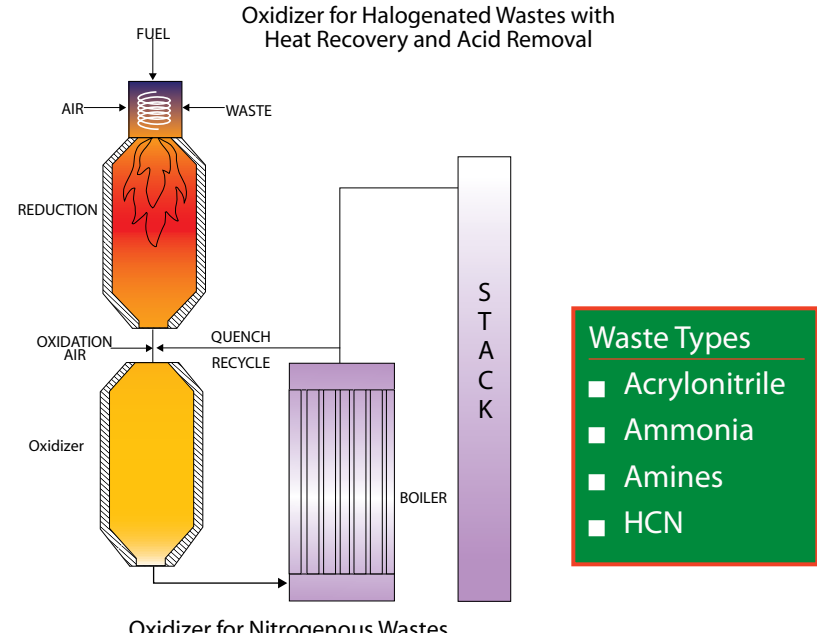 Oxidizer for Halogenated Wastes with
Heat Recovery and Acid Removal
FUEL
AIR
WASTE
REDUCTION
OXIDATION
AIR
QUENCH
RECYCLE
Oxidizer
BOILER
S
T
A
C
K
Waste Types
Acrylonitrile
Ammonia
Amines
HCN
Oxidizer for Nitrogenous Wastes